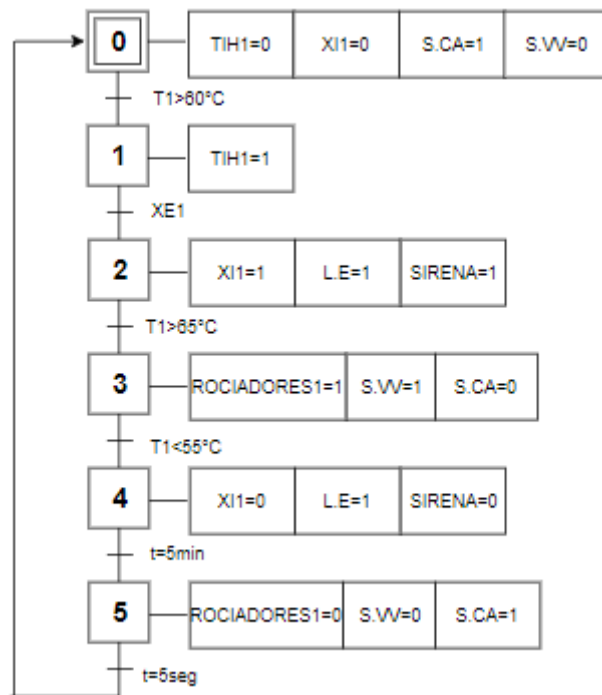 0 TIH1=0 XI1=0 S.CA=1 S.VV=0
T1>60°C
1 TIH1=1
XE1
2 XI1=1 L.E=1 SIRENA=1
T1>65°C
3 ROCIADORES1=1 S.VV=1 S.CA=0
T1<55°C
4 XI1=0 L.E=1 SIRENA=0
t=5min
5 ROCIADORES1=0 S.VV=0 S.CA=1
t=5seg